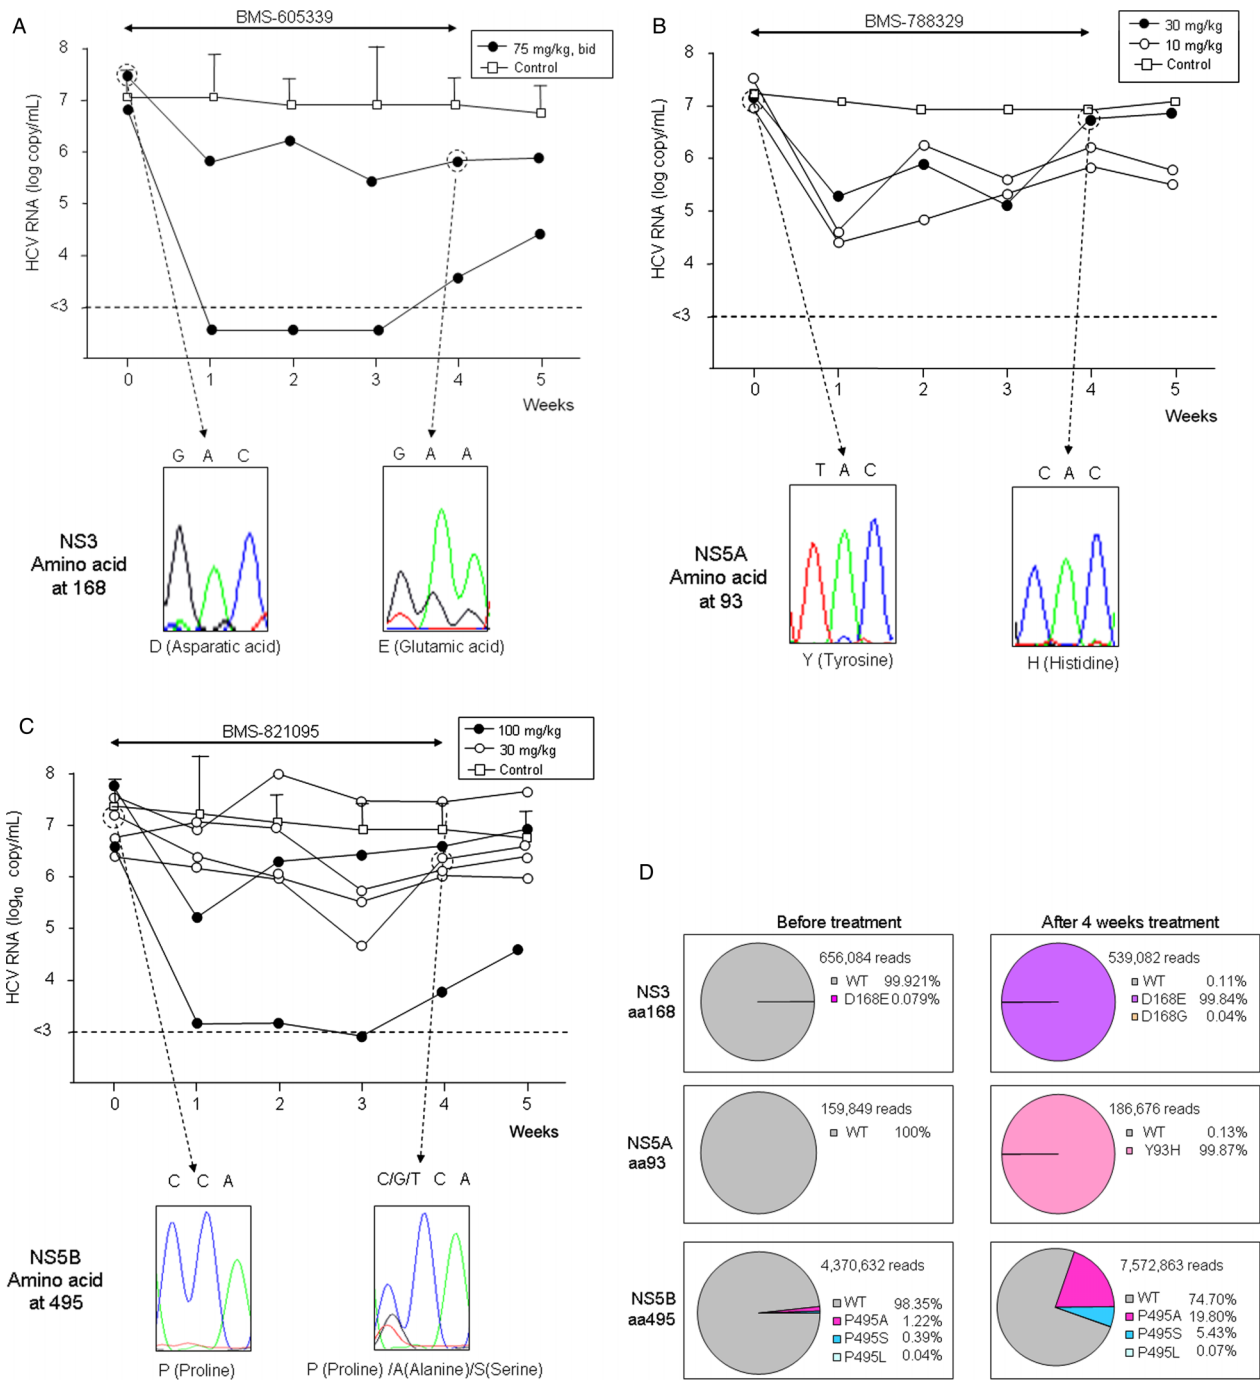 A
BMS-605339
75 mg/kg, bid
Control
HCV RNA (log copy/mL)
8
7
6
5
4
<3
0 1 2 3 4 5
Weeks
G A C
G A A
NS3
Amino acid
at 168
D (Asparatic acid)
E (Glutamic acid)
B
BMS-788329
30 mg/kg
10 mg/kg
Control
HCV RNA (log copy/mL)
8
7
6
5
4
<3
0 1 2 3 4 5
Weeks
T A C
C A C
NS5A
Amino acid
at 93
Y (Tyrosine)
H (Histidine)
C
BMS-821095
100 mg/kg
30 mg/kg
Control
HCV RNA (log10 copy/mL)
8
7
6
5
4
<3
0 1 2 3 4 5
Weeks
C C A
C/G/T C A
NS5B
Amino acid
at 495
P (Proline)
P (Proline) /A(Alanine)/S(Serine)
D
Before treatment
After 4 weeks treatment
NS3
aa168
656,084 reads
WT 99.921%
D168E 0.079%
539,082 reads
WT 0.11%
D168E 99.84%
D168G 0.04%
NS5A
aa93
159,849 reads
WT 100%
186,676 reads
WT 0.13%
Y93H 99.87%
NS5B
aa495
4,370,632 reads
WT 98.35%
P495A 1.22%
P495S 0.39%
P495L 0.04%
7,572,863 reads
WT 74.70%
P495A 19.80%
P495S 5.43%
P495L 0.07%